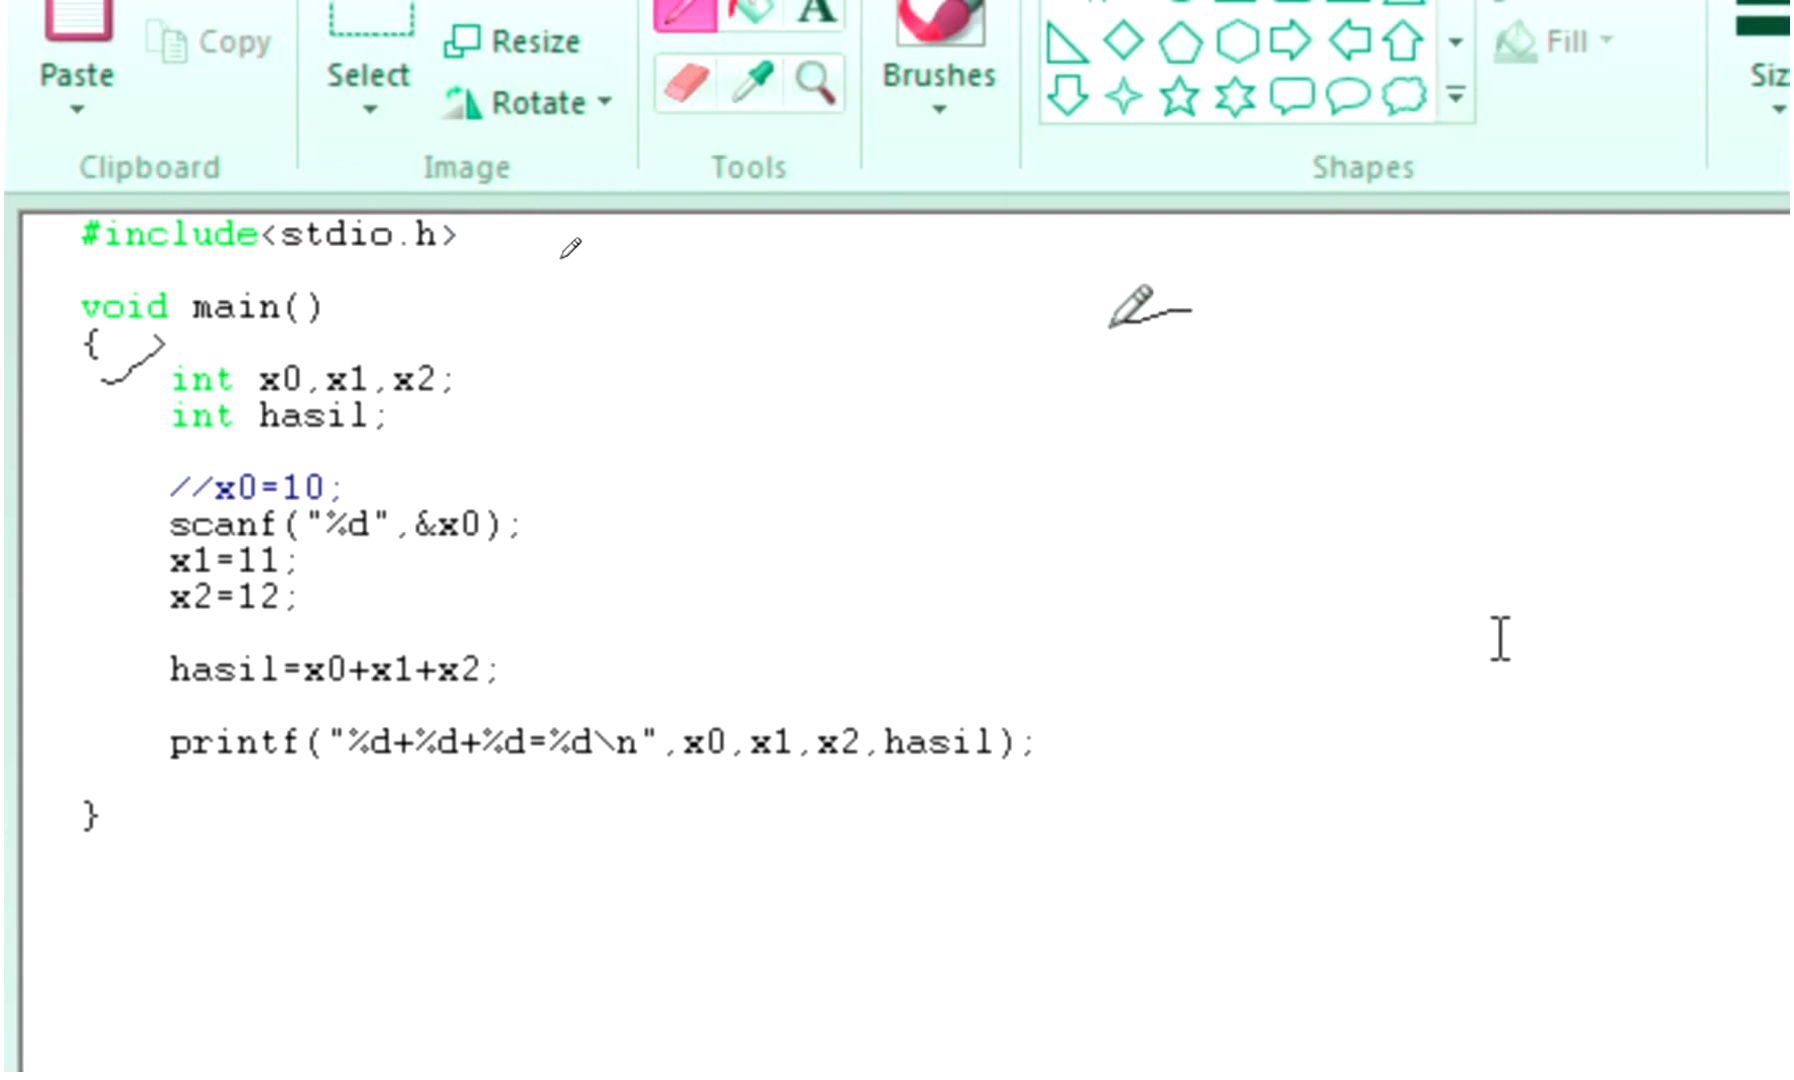 Copy
Resize
Paste
Select
Rotate
Brushes
Fill
Clipboard
Image
Tools
Shapes
#include<stdio.h>
void main()
{
int x0,x1,x2;
int hasil;
//x0=10;
scanf("%d",&x0);
x1=11;
x2=12;
hasil=x0+x1+x2;
printf("%d+%d+%d=%d\n",x0,x1,x2,hasil);
}